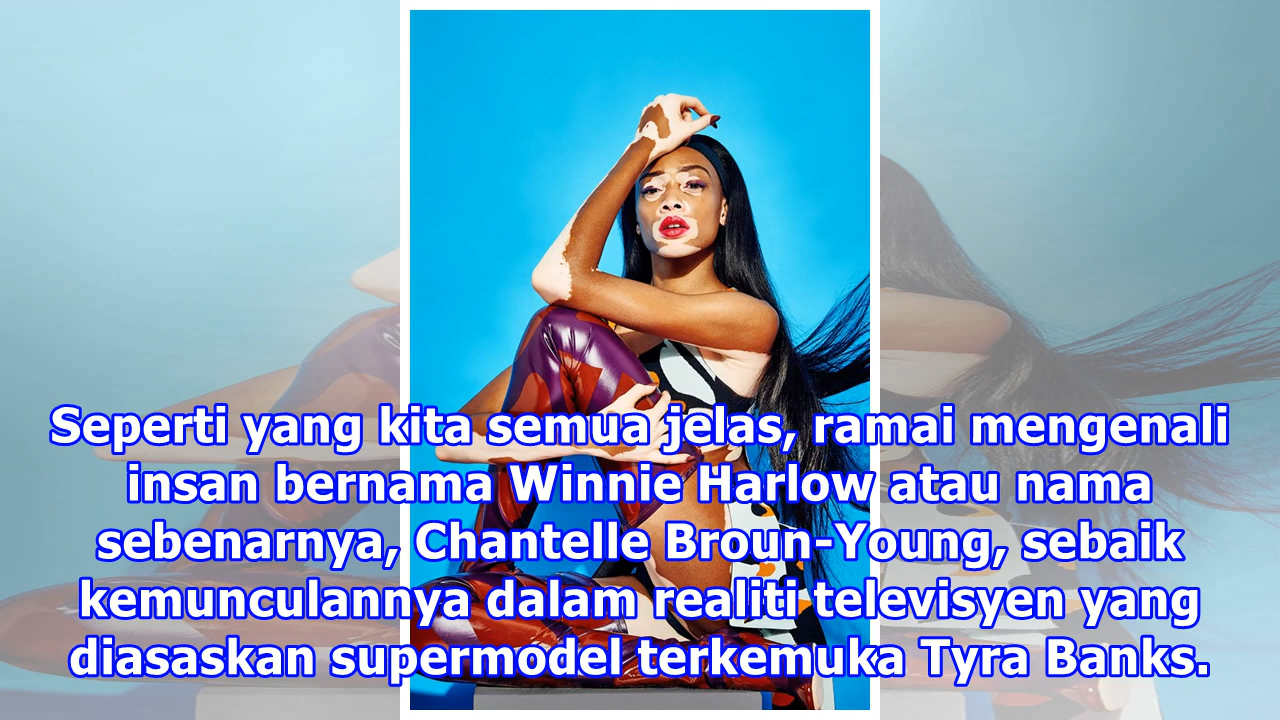 Seperti yang kita semua jelas, ramai mengenali
insan bernama Winnie Harlow atau nama
sebenarnya, Chantelle Broun-Young, sebaik
kemunculannya dalam realiti televisyen yang
diasaskan supermodel terkemuka Tyra Banks.